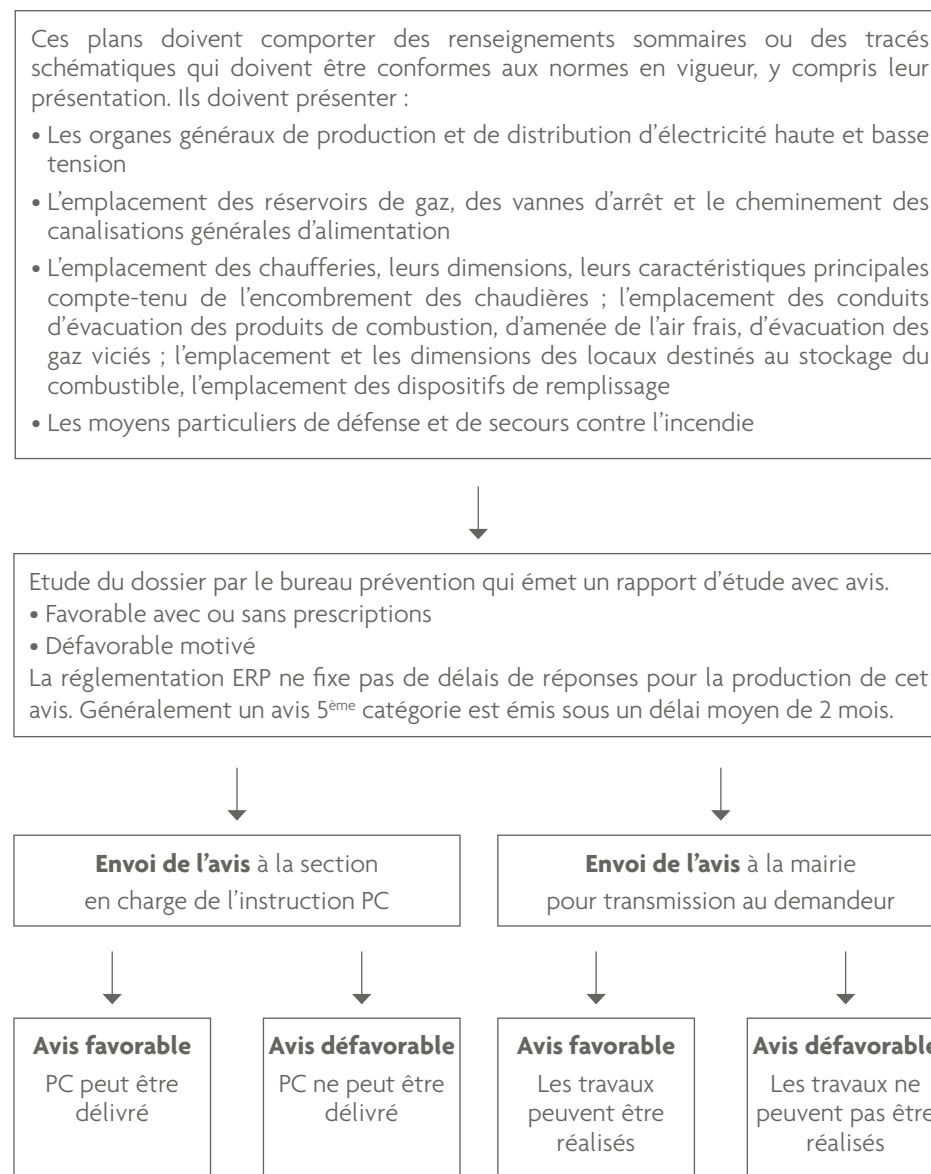 Ces plans doivent comporter des renseignements sommaires ou des tracés
schématiques qui doivent être conformes aux normes en vigueur, y compris leur
présentation. Ils doivent présenter :
• Les organes généraux de production et de distribution d’électricité haute et basse
tension
• L’emplacement des réservoirs de gaz, des vannes d’arrêt et le cheminement des
canalisations générales d’alimentation
• L’emplacement des chaufferies, leurs dimensions, leurs caractéristiques principales
compte-tenu de l’encombrement des chaudières ; l’emplacement des conduits
d’évacuation des produits de combustion, d’amenée de l’air frais, d’évacuation des
gaz viciés ; l’emplacement et les dimensions des locaux destinés au stockage du
combustible, l’emplacement des dispositifs de remplissage
• Les moyens particuliers de défense et de secours contre l’incendie
Etude du dossier par le bureau prévention qui émet un rapport d’étude avec avis.
• Favorable avec ou sans prescriptions
• Défavorable motivé
La réglementation ERP ne fixe pas de délais de réponses pour la production de cet
avis. Généralement un avis 5ème catégorie est émis sous un délai moyen de 2 mois.
Envoi de l’avis à la section
en charge de l’instruction PC
Envoi de l’avis à la mairie
pour transmission au demandeur
Avis favorable
PC peut être
délivré
Avis défavorable
PC ne peut être
délivré
Avis favorable
Les travaux
peuvent être
réalisés
Avis défavorable
Les travaux ne
peuvent pas être
réalisés